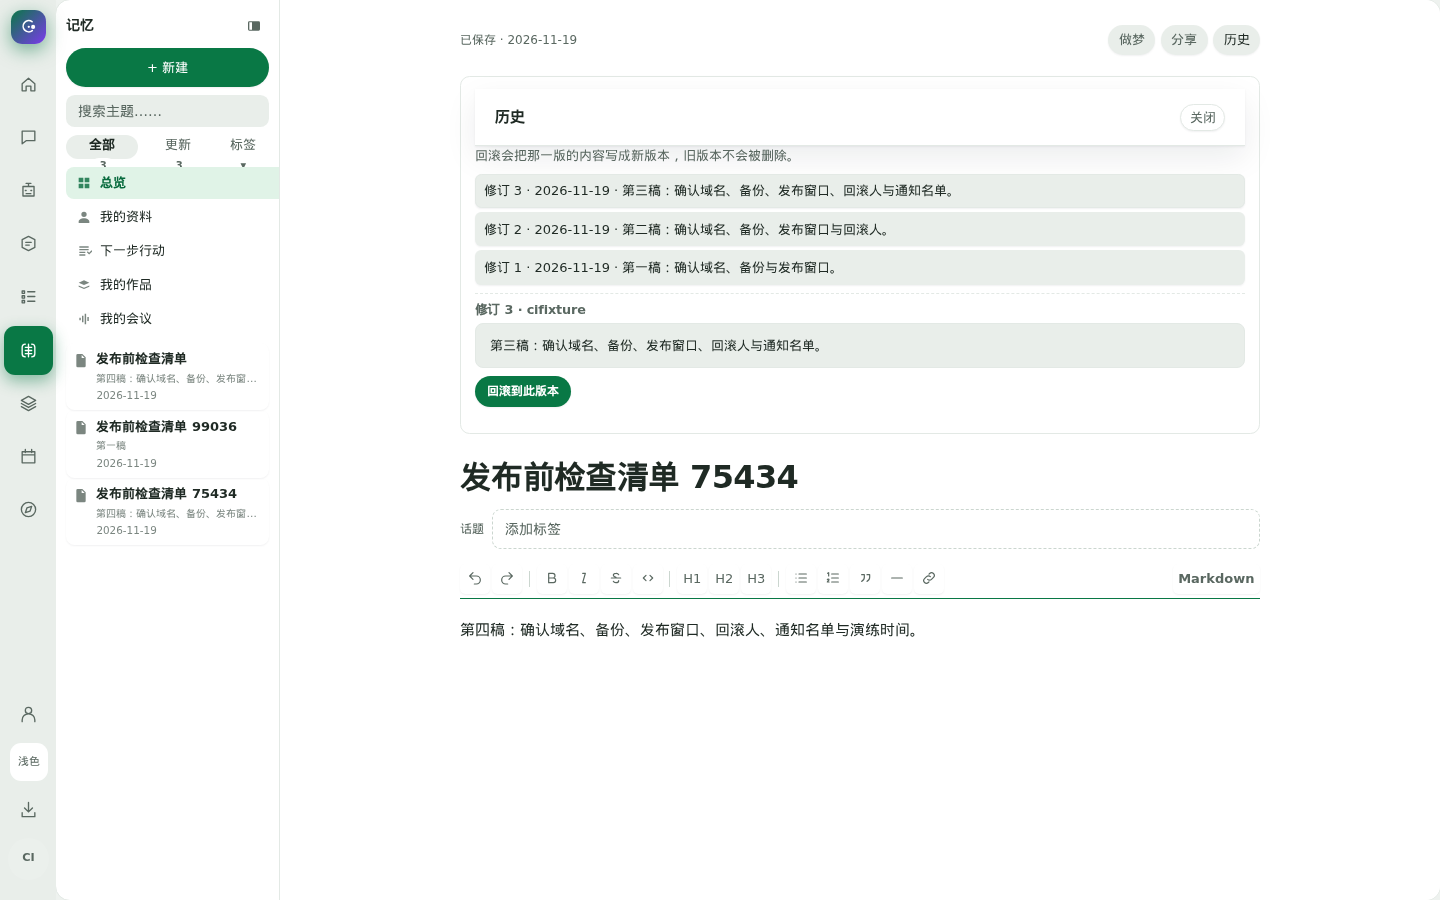 记忆
+ 新建
搜索主题……
全部 更新 标签
3 3 ▾
总览
我的资料
下一步行动
我的作品
我的会议
发布前检查清单
第四稿：确认域名、备份、发布窗…
2026-11-19
发布前检查清单 99036
第一稿
2026-11-19
发布前检查清单 75434
第四稿：确认域名、备份、发布窗…
2026-11-19
浅色
CI
已保存 · 2026-11-19
做梦 分享 历史
历史
关闭
回滚会把那一版的内容写成新版本，旧版本不会被删除。
修订 3 · 2026-11-19 · 第三稿：确认域名、备份、发布窗口、回滚人与通知名单。
修订 2 · 2026-11-19 · 第二稿：确认域名、备份、发布窗口与回滚人。
修订 1 · 2026-11-19 · 第一稿：确认域名、备份与发布窗口。
修订 3 · cifixture
第三稿：确认域名、备份、发布窗口、回滚人与通知名单。
回滚到此版本
发布前检查清单 75434
话题 添加标签
H1 H2 H3 Markdown
第四稿：确认域名、备份、发布窗口、回滚人、通知名单与演练时间。